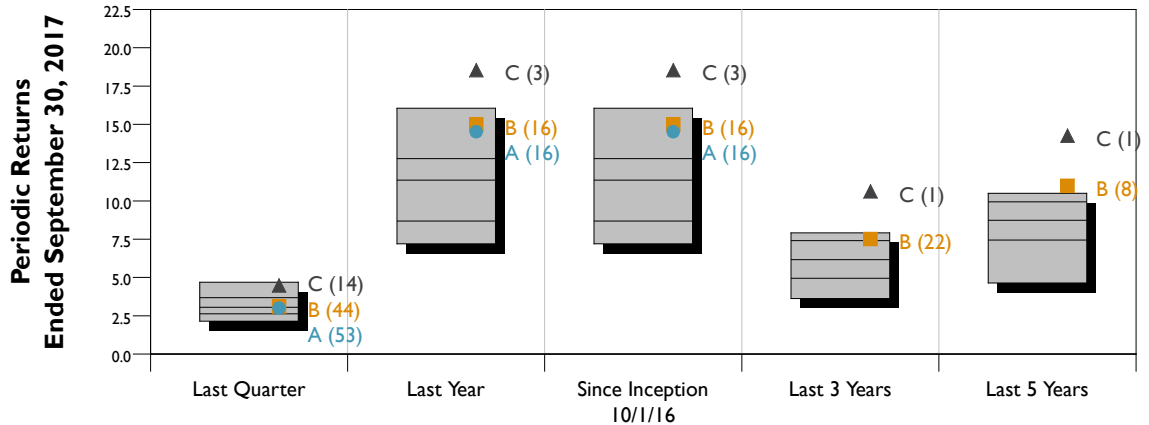 Periodic Returns
Ended September 30, 2017
22.5
20.0
17.5
15.0
12.5
10.0
7.5
5.0
2.5
0.0
C (14)
B (44)
A (53)
C (3)
B (16)
A (16)
C (3)
B (16)
A (16)
C (1)
B (22)
C (1)
B (8)
Last Quarter
Last Year
Since Inception
10/1/16
Last 3 Years
Last 5 Years